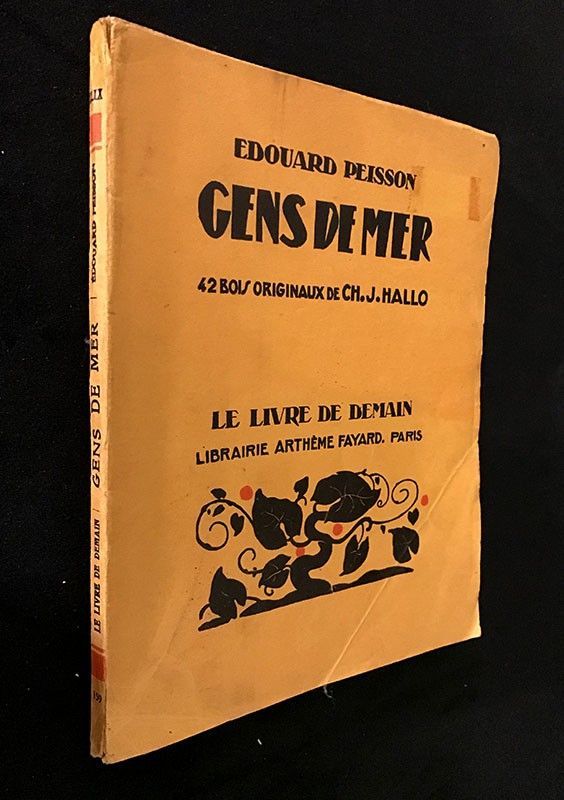 EDOUARD PEISSON
GENS DE MER
42 BOIS ORIGINAUX DE CH. J. HALLO
LE LIVRE DE DEMAIN
LIBRAIRIE ARTHÈME FAYARD. PARIS
LE LIVRE DE DEMAIN | GENS DE MER | EDOUARD PEISSON